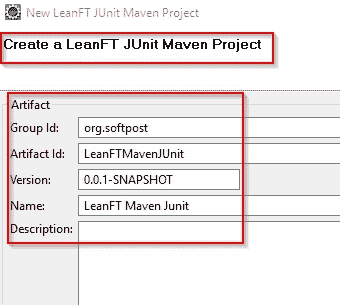 New LeanFT JUnit Maven Project
Create a LeanFT JUnit Maven Project
Artifact
Group Id: org.softpost
Artifact Id: LeanFTMavenJUnit
Version: 0.0.1-SNAPSHOT
Name: LeanFT Maven Junit
Description: